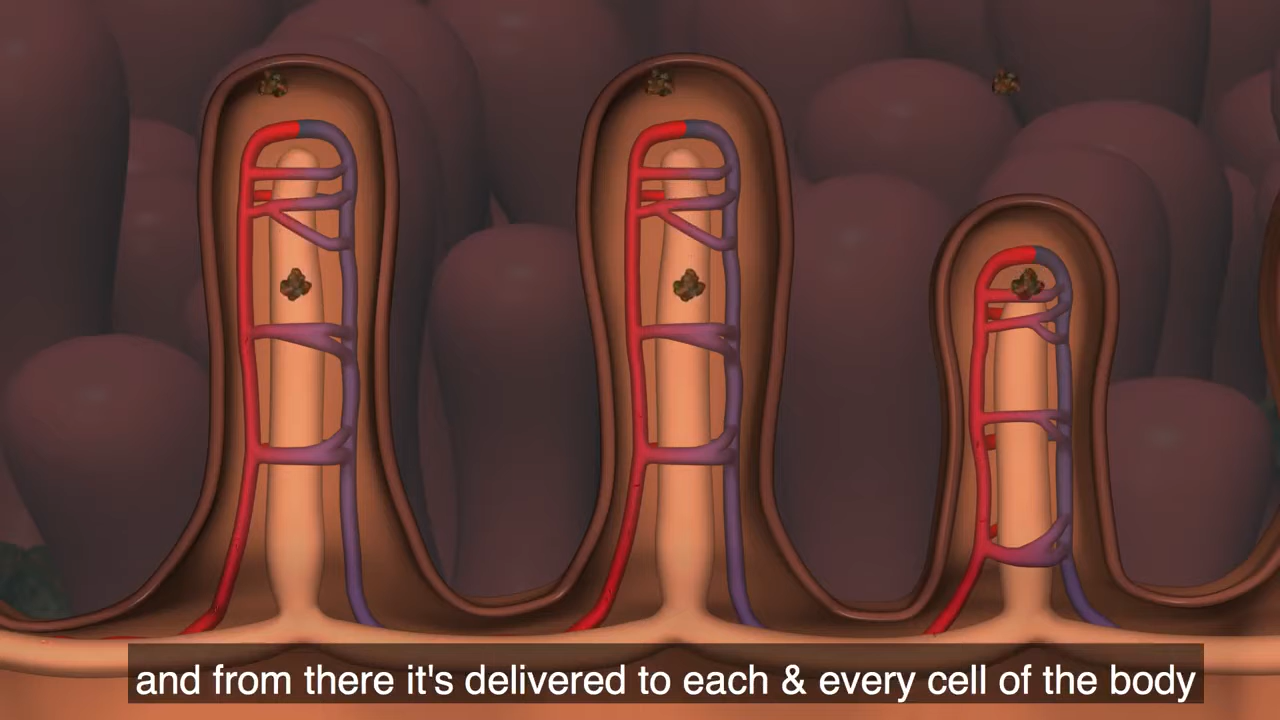 and from there it's delivered to each & every cell of the body